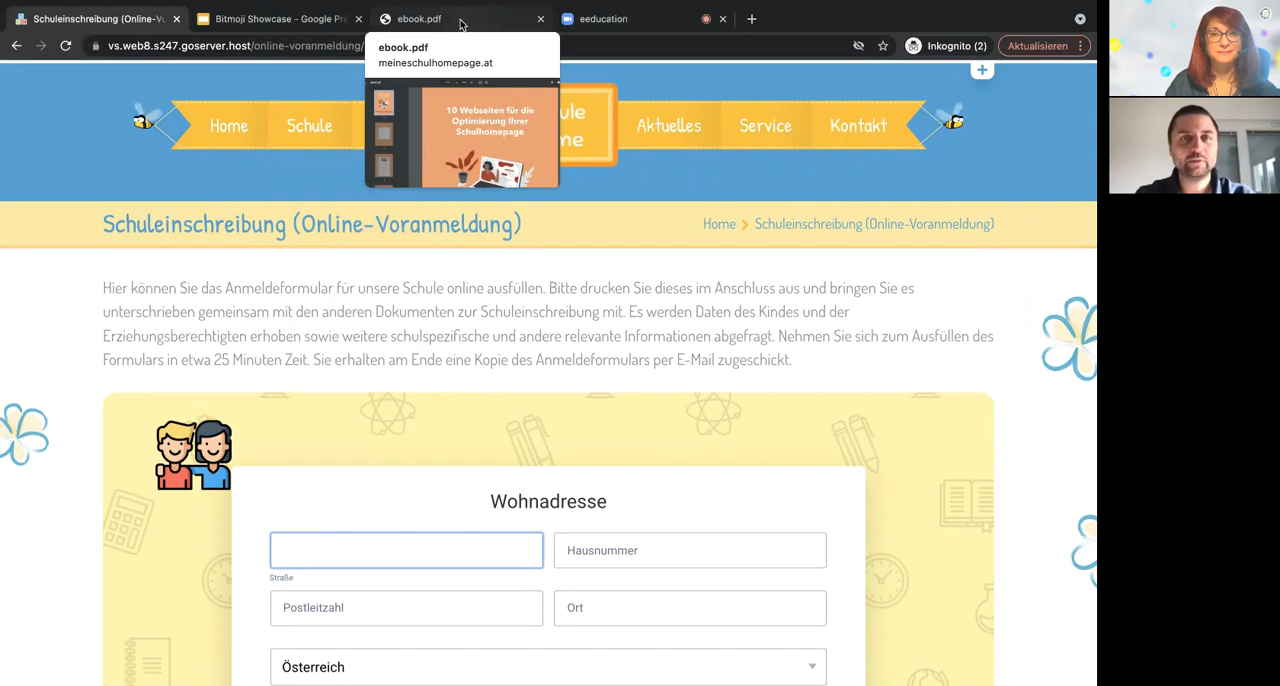 Schuleinschreibung (Online-Vo
Bitmoji Showcase - Google Prä
ebook.pdf
eeducation
vs.web8.s247.goserver.host/online-voranmeldung/
Inkognito (2)
Aktualisieren
ebook.pdf
meineschulhomepage.at
10 Webseiten für die
Optimierung Ihrer
Schulhomepage
Home
Schule
ule
me
Aktuelles
Service
Kontakt
Schuleinschreibung (Online-Voranmeldung)
Home
Schuleinschreibung (Online-Voranmeldung)
Hier können Sie das Anmeldeformular für unsere Schule online ausfüllen. Bitte drucken Sie dieses im Anschluss aus und bringen Sie es
unterschrieben gemeinsam mit den anderen Dokumenten zur Schuleinschreibung mit. Es werden Daten des Kindes und der
Erziehungsberechtigten erhoben sowie weitere schulspezifische und andere relevante Informationen abgefragt. Nehmen Sie sich zum Ausfüllen des
Formulars in etwa 25 Minuten Zeit. Sie erhalten am Ende eine Kopie des Anmeldeformulars per E-Mail zugeschickt.
Wohnadresse
Hausnummer
Straße
Postleitzahl
Ort
Österreich